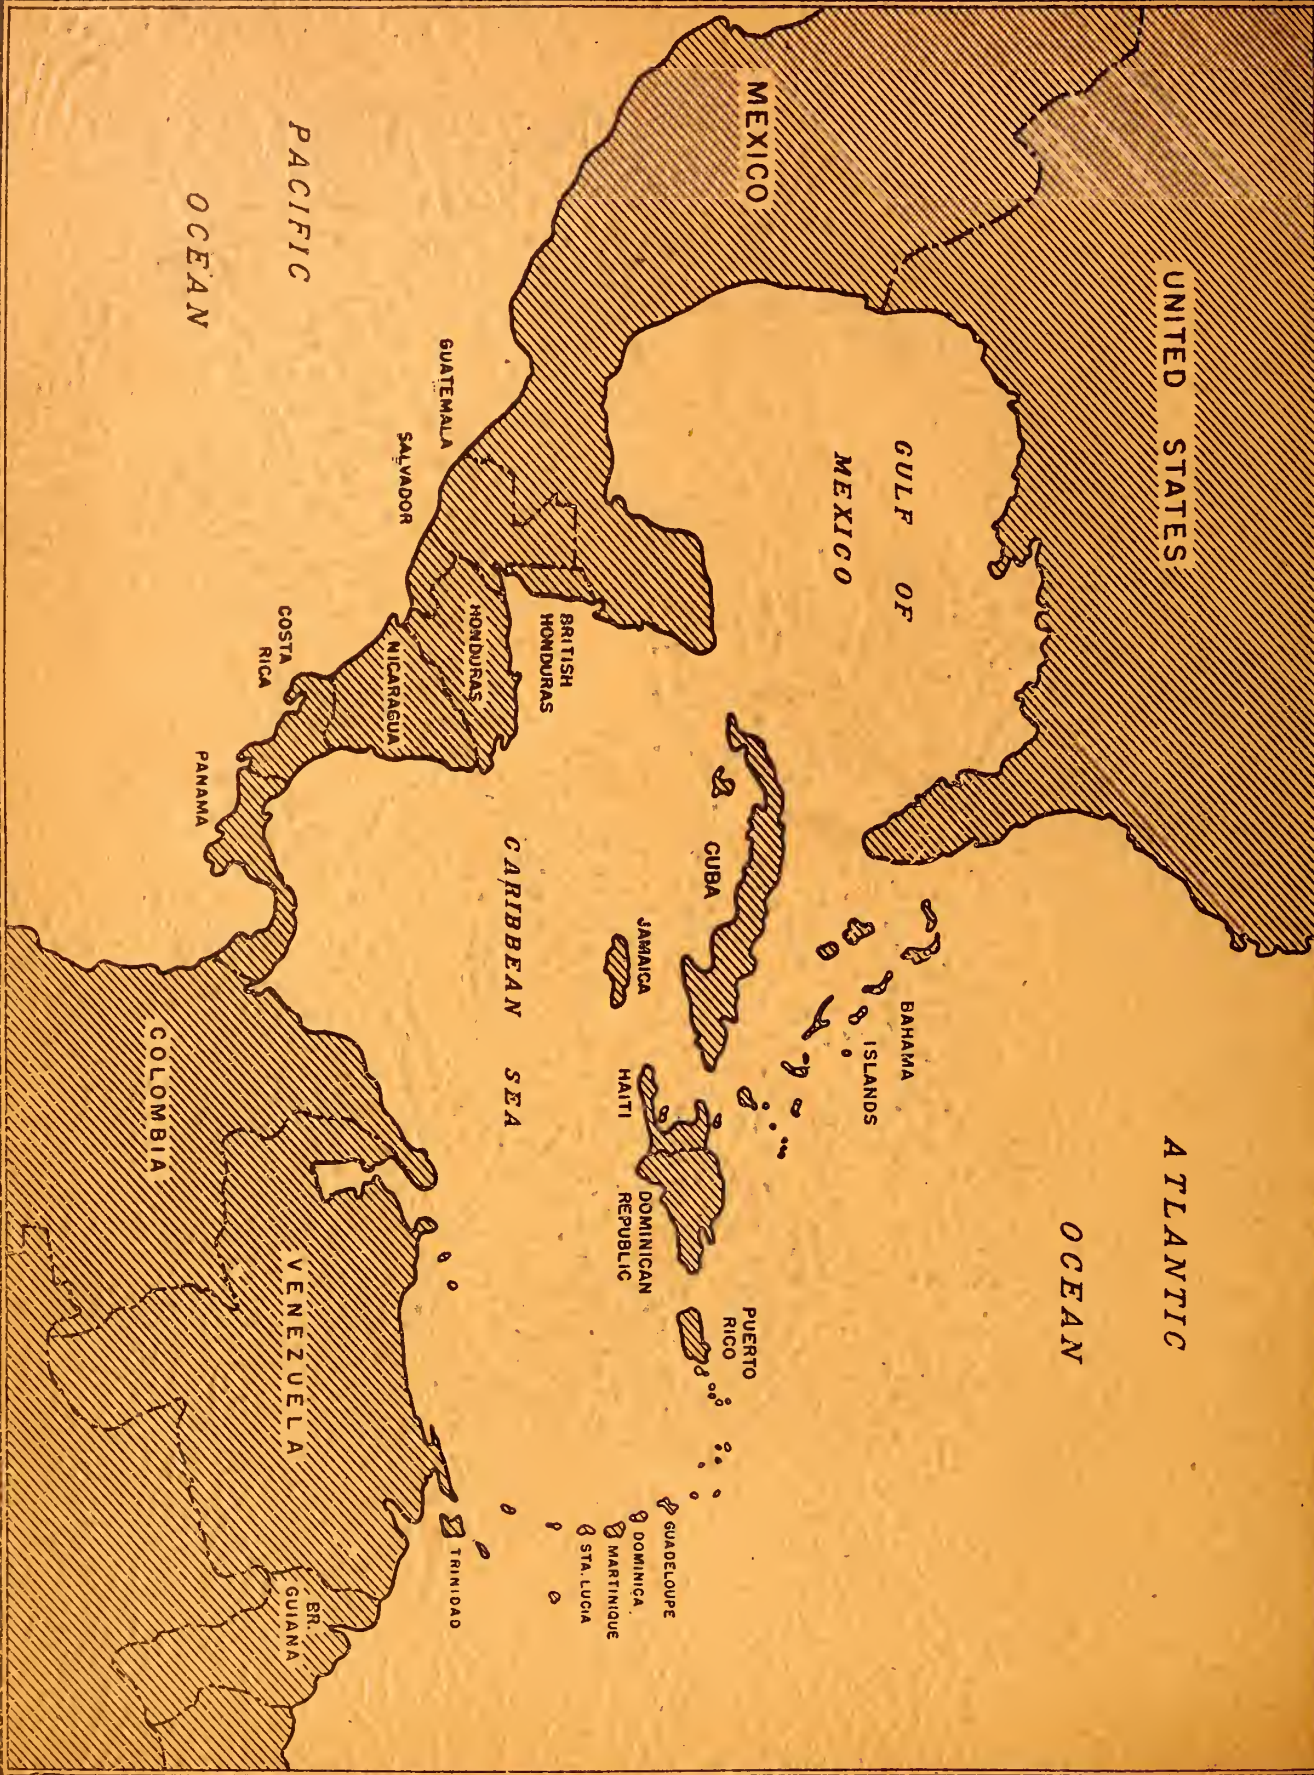 UNITED STATES
MEXICO
GULF OF
MEXICO
ATLANTIC
OCEAN
BAHAMA
ISLANDS
CUBA
JAMAICA
HAITI
DOMINICAN
REPUBLIC
PUERTO
RICO
GUADELOUPE
DOMINICA
MARTINIQUE
STA. LUCIA
TRINIDAD
CARIBBEAN SEA
BRITISH
HONDURAS
HONDURAS
GUATEMALA
SALVADOR
NICARAGUA
COSTA
RICA
PANAMA
PACIFIC
OCEAN
COLOMBIA
VENEZUELA
BR.
GUIANA